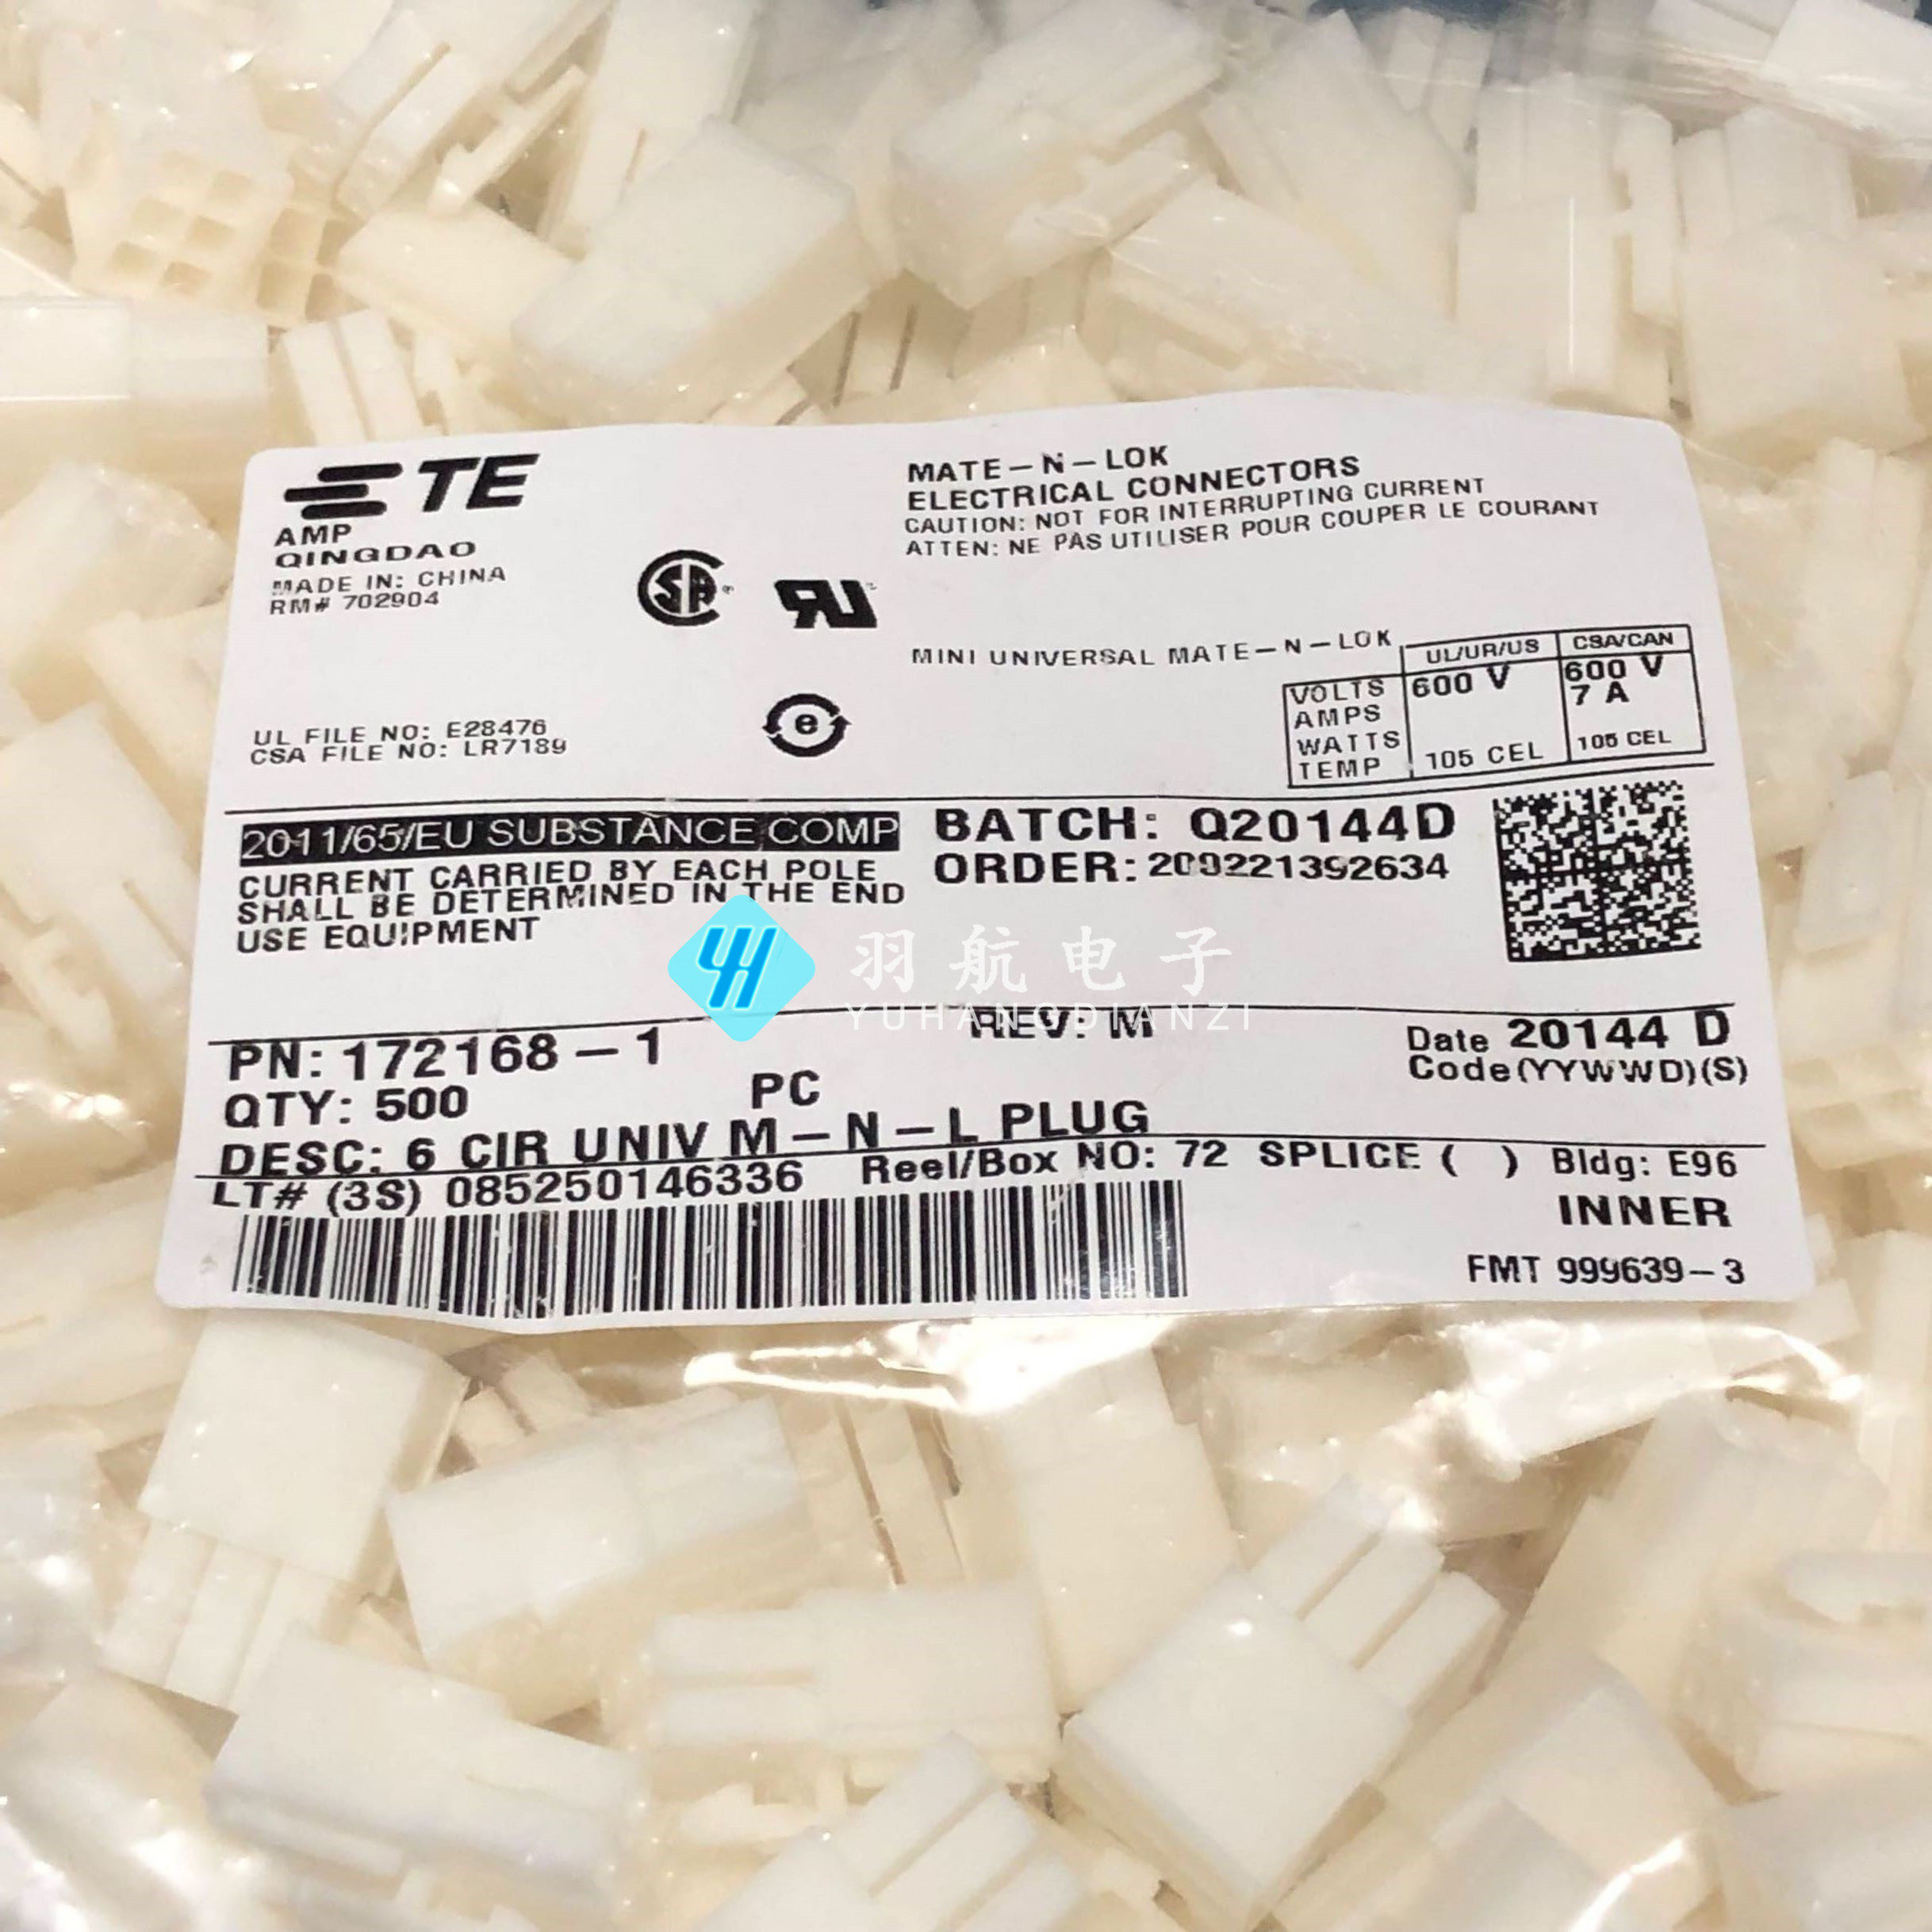 TE
AMP
QINGDAO
MADE IN: CHINA
RM# 702904
MATE-N-LOK
ELECTRICAL CONNECTORS
CAUTION: NOT FOR INTERRUPTING CURRENT
ATTEN: NE PAS UTILISER POUR COUPER LE COURANT
MINI UNIVERSAL MATE-N-LOK
UL/UR/US CSA/CAN
VOLTS 600 V 600 V
AMPS 7 A
WATTS
TEMP 105 CEL 105 CEL
UL FILE NO: E28476
CSA FILE NO: LR7189
2011/65/EU SUBSTANCE COMP
CURRENT CARRIED BY EACH POLE
SHALL BE DETERMINED IN THE END
USE EQUIPMENT
BATCH: Q20144D
ORDER: 209221392634
羽航电子
YUHANGDIANZI
PN: 172168-1
REV: M
Date 20144 D
Code(YYWWD)(S)
QTY: 500 PC
DESC: 6 CIR UNIV M-N-L PLUG
LT# (3S) 085250146336 Reel/Box NO: 72 SPLICE ( ) Bldg: E96
INNER
FMT 999639-3